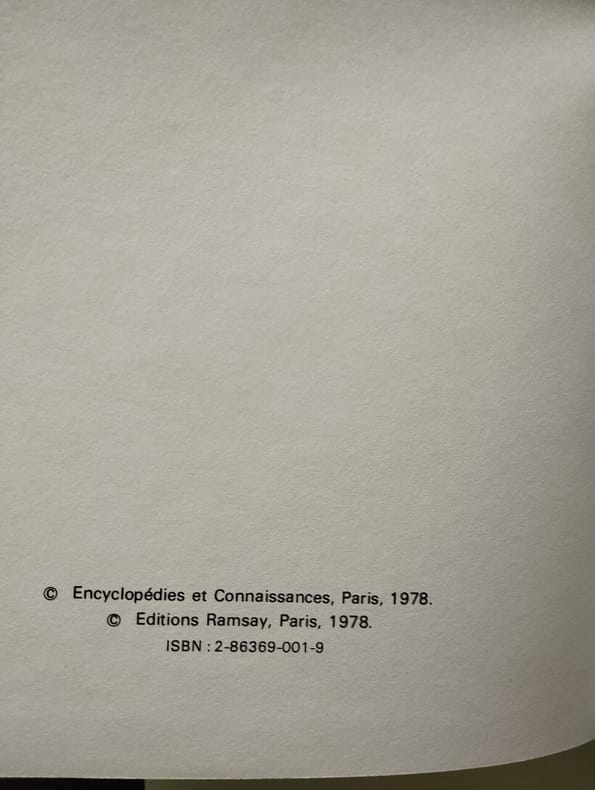 © Encyclopédies et Connaissances, Paris, 1978.
© Editions Ramsay, Paris, 1978.
ISBN : 2-86369-001-9